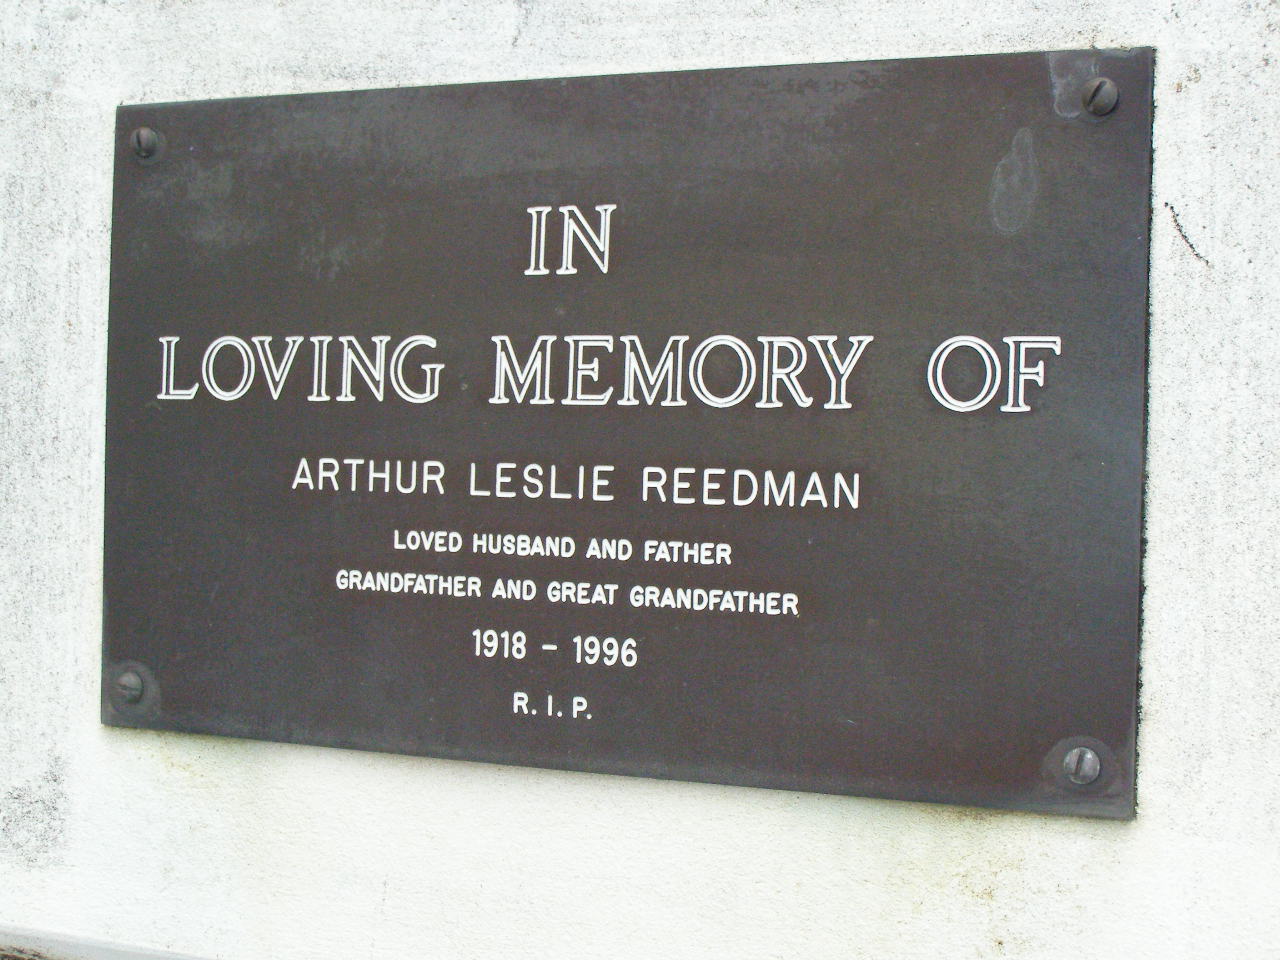 IN
LOVING MEMORY OF
ARTHUR LESLIE REEDMAN
LOVED HUSBAND AND FATHER
GRANDFATHER AND GREAT GRANDFATHER
1918 - 1996
R.I.P.